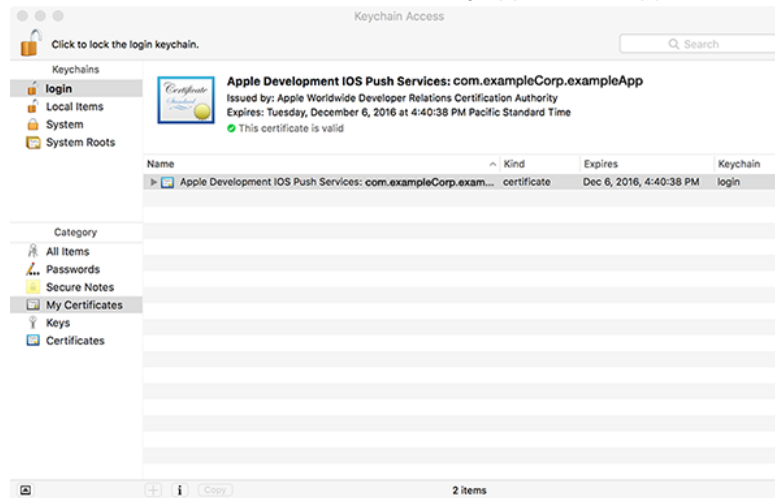 Keychain Access
Click to lock the login keychain.
Search
Keychains
login
Local Items
System
System Roots
Certificate
Standard
Apple Development IOS Push Services: com.exampleCorp.exampleApp
Issued by: Apple Worldwide Developer Relations Certification Authority
Expires: Tuesday, December 6, 2016 at 4:40:38 PM Pacific Standard Time
This certificate is valid
Name Kind Expires Keychain
Apple Development IOS Push Services: com.exampleCorp.exam... certificate Dec 6, 2016, 4:40:38 PM login
Category
All Items
Passwords
Secure Notes
My Certificates
Keys
Certificates
Copy
2 items